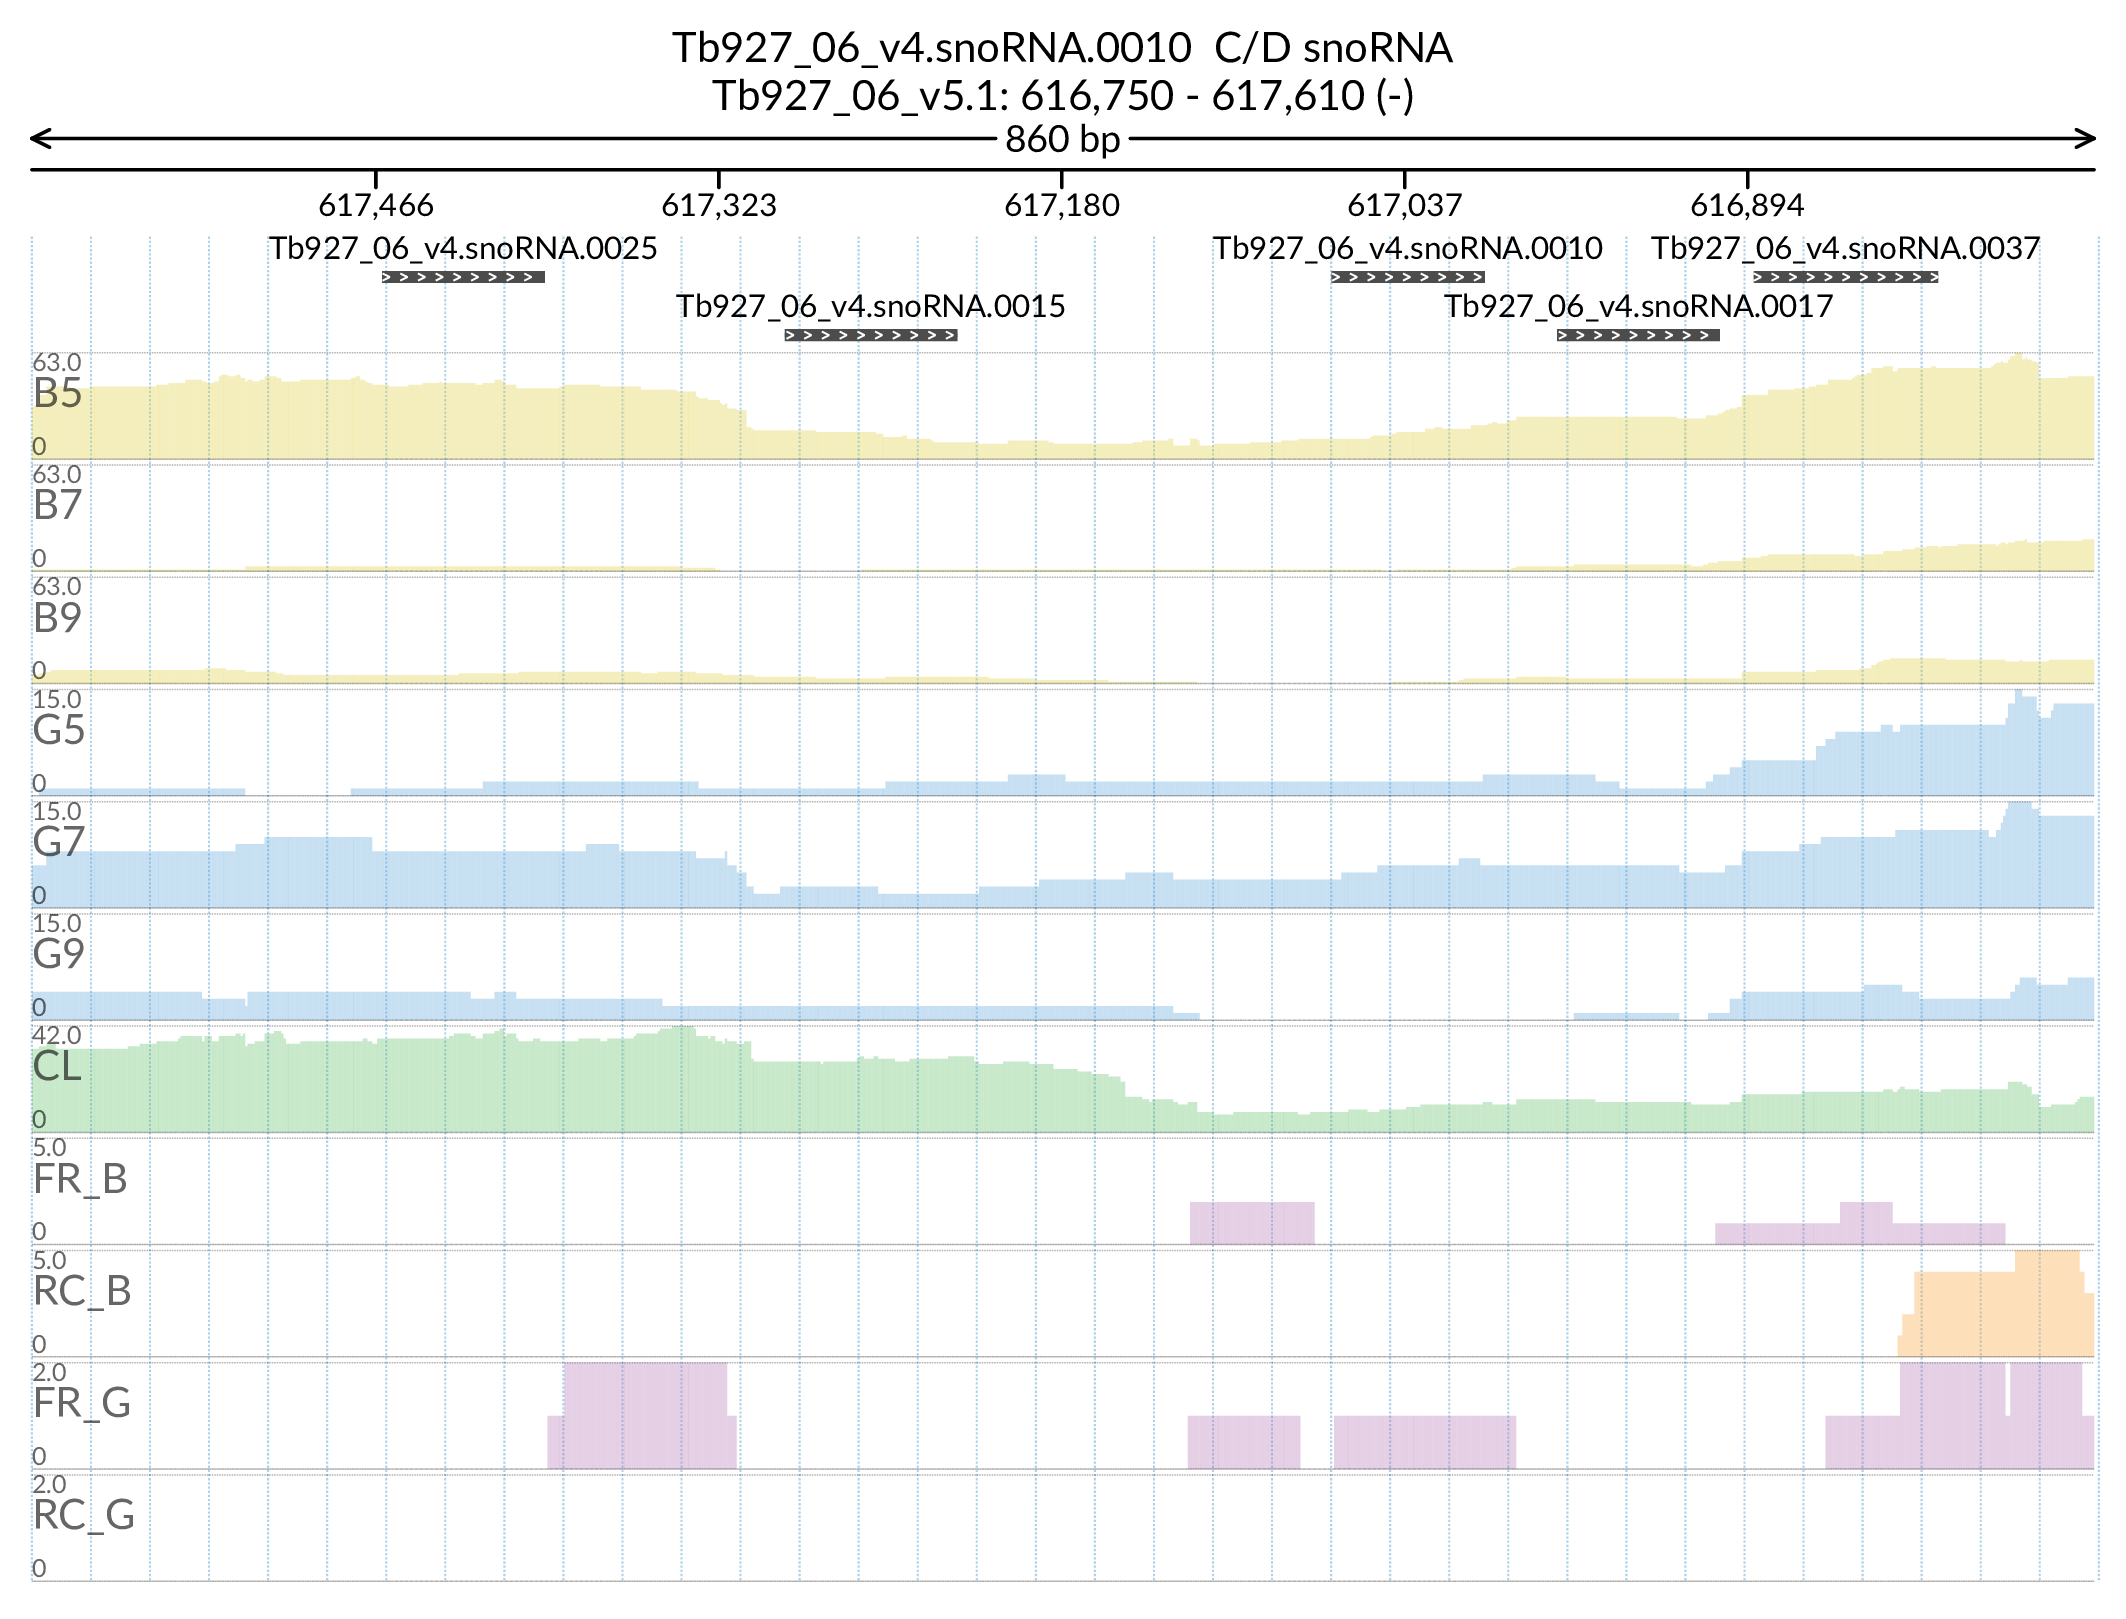 Tb927_06_v4.snoRNA.0010 C/D snoRNA
Tb927_06_v5.1: 616,750 - 617,610 (-)
860 bp
617,466 617,323 617,180 617,037 616,894
Tb927_06_v4.snoRNA.0025 Tb927_06_v4.snoRNA.0010 Tb927_06_v4.snoRNA.0037
Tb927_06_v4.snoRNA.0015 Tb927_06_v4.snoRNA.0017
63.0
B5
0
63.0
B7
0
63.0
B9
0
15.0
G5
0
15.0
G7
0
15.0
G9
0
42.0
CL
0
5.0
FR_B
0
5.0
RC_B
0
2.0
FR_G
0
2.0
RC_G
0